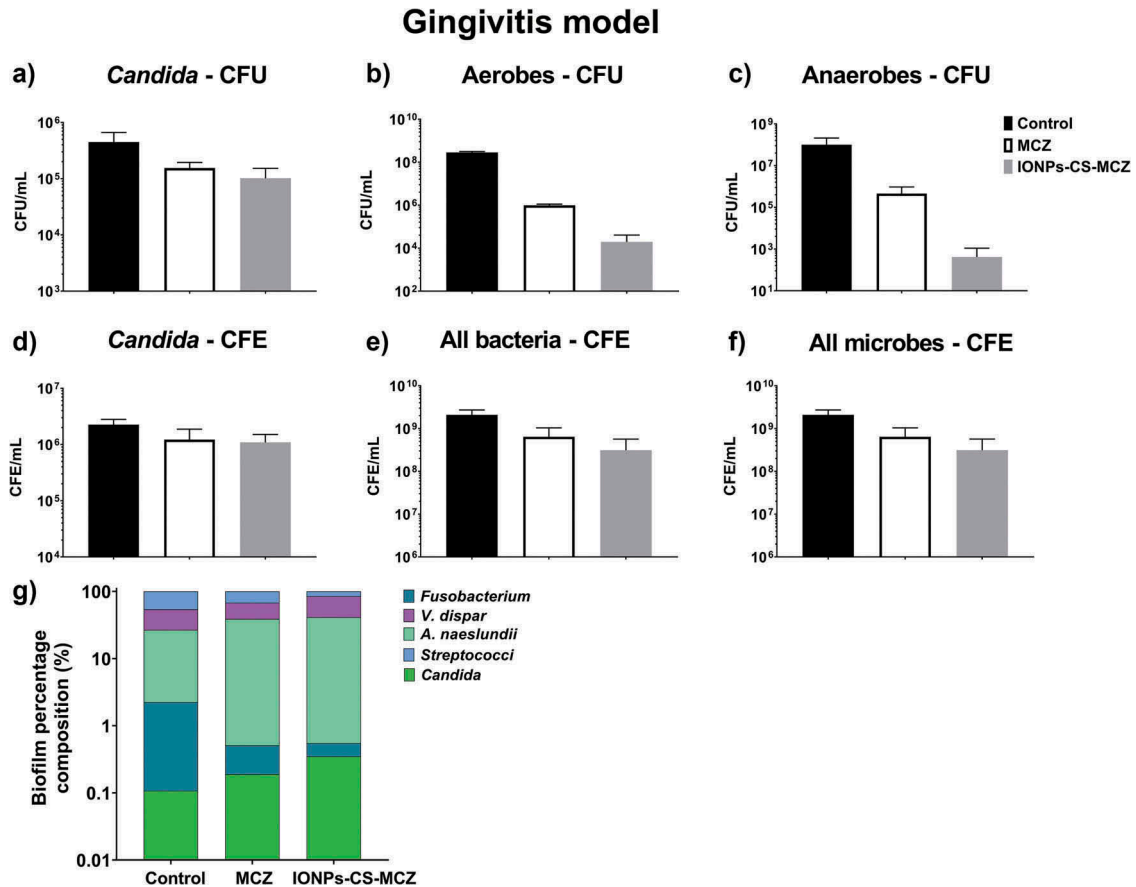 Gingivitis model
a) Candida - CFU
CFU/mL
10⁶
10⁵
10⁴
10³
b) Aerobes - CFU
CFU/mL
10¹⁰
10⁸
10⁶
10⁴
10²
c) Anaerobes - CFU
CFU/mL
10⁹
10⁷
10⁵
10³
10¹
Control
MCZ
IONPs-CS-MCZ
d) Candida - CFE
CFE/mL
10⁷
10⁶
10⁵
10⁴
e) All bacteria - CFE
CFE/mL
10¹⁰
10⁹
10⁸
10⁷
10⁶
f) All microbes - CFE
CFE/mL
10¹⁰
10⁹
10⁸
10⁷
10⁶
g)
Biofilm percentage
composition (%)
100
10
1
0.1
0.01
Control MCZ IONPs-CS-MCZ
Fusobacterium
V. dispar
A. naeslundii
Streptococci
Candida